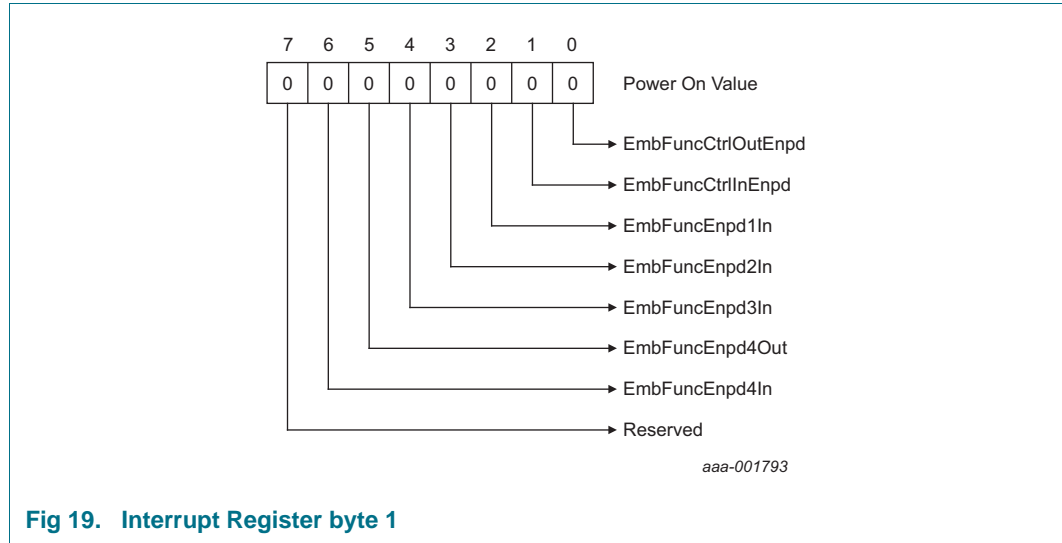 7 6 5 4 3 2 1 0
0 0 0 0 0 0 0 0 Power On Value
EmbFuncCtrlOutEnpd
EmbFuncCtrlInEnpd
EmbFuncEnpd1In
EmbFuncEnpd2In
EmbFuncEnpd3In
EmbFuncEnpd4Out
EmbFuncEnpd4In
Reserved
aaa-001793
Fig 19. Interrupt Register byte 1